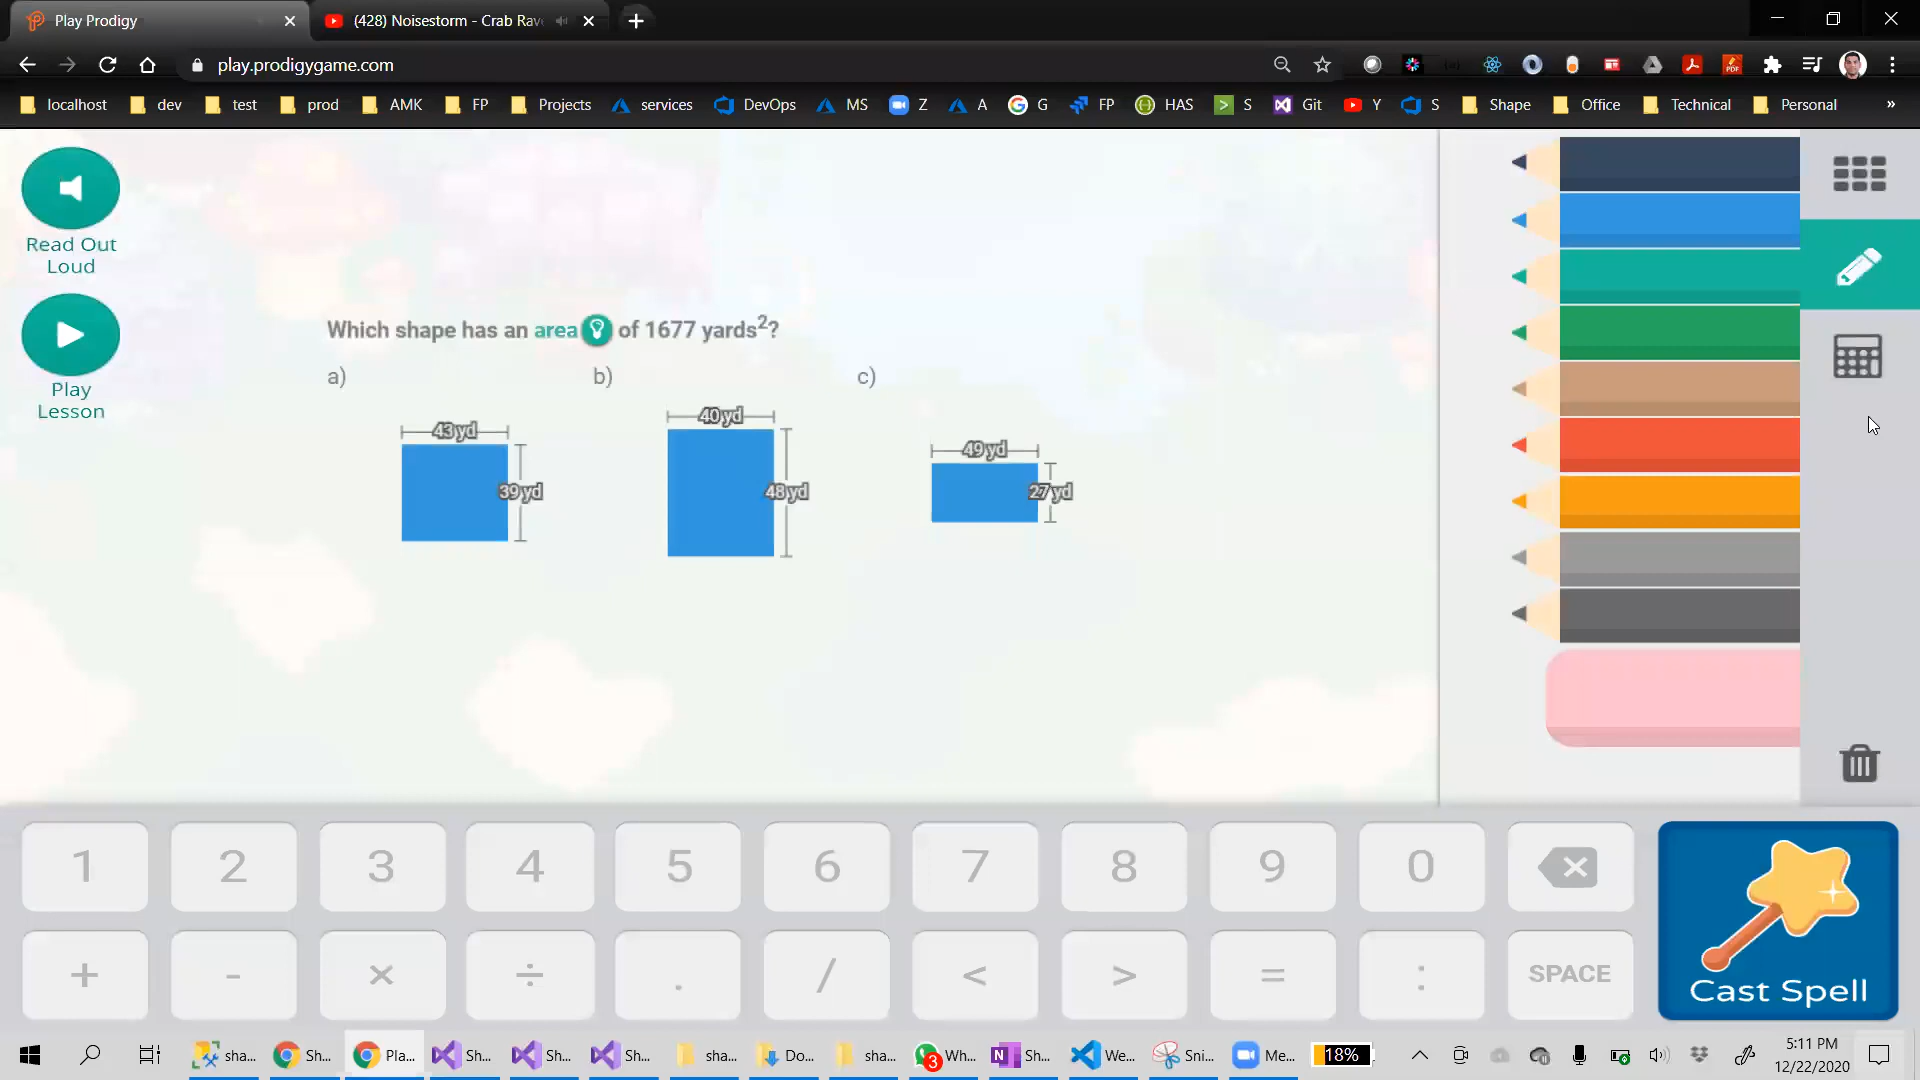 Play Prodigy
(428) Noisestorm - Crab Rav
play.prodigygame.com
localhost dev test prod AMK FP Projects services DevOps MS Z A G FP HAS S Git Y S Shape Office Technical Personal »
Read Out
Loud
Play
Lesson
Which shape has an area of 1677 yards²?
a) b) c)
43 yd
39 yd
40 yd
48 yd
49 yd
27 yd
1 2 3 4 5 6 7 8 9 0
+ - × ÷ . / < > = : SPACE
Cast Spell
sha... Sh... Pla... Sh... Sh... Sh... sha... Do... sha... 3 Wh... Sh... We... Sni... Me... 18%
5:11 PM
12/22/2020